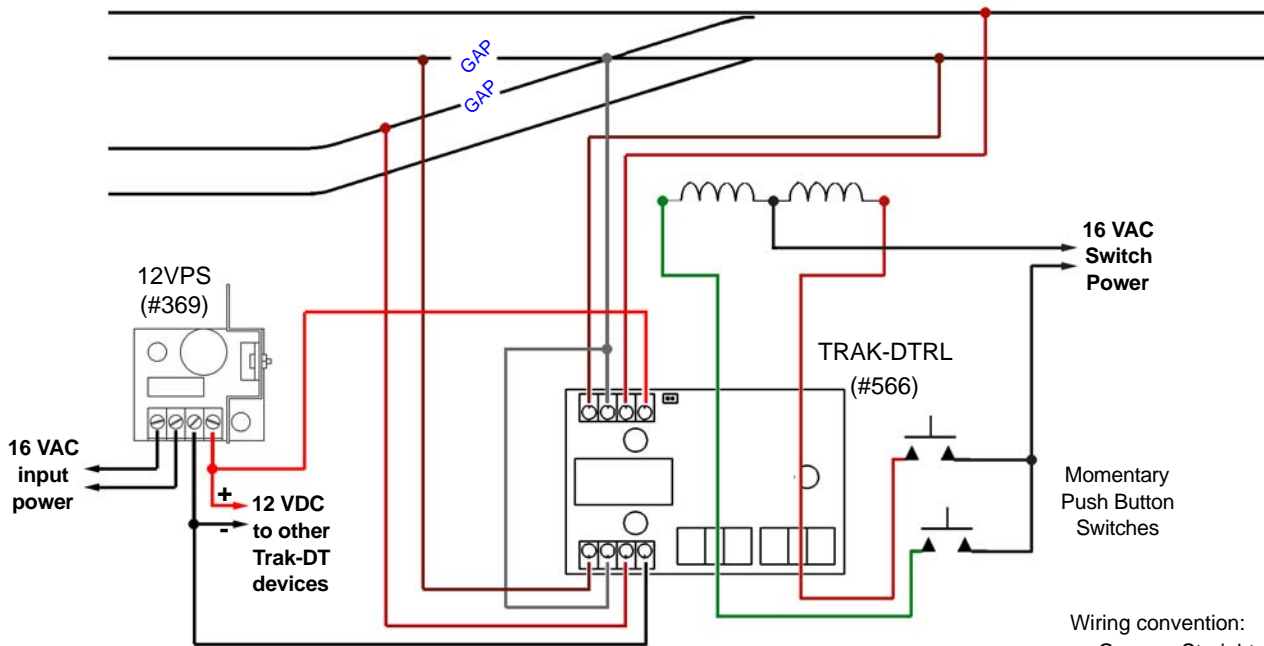 GAP
GAP
12VPS
(#369)
16 VAC
Switch
Power
TRAK-DTRL
(#566)
16 VAC
input
power
+
12 VDC
-
to other
Trak-DT
devices
Momentary
Push Button
Switches
Wiring convention: